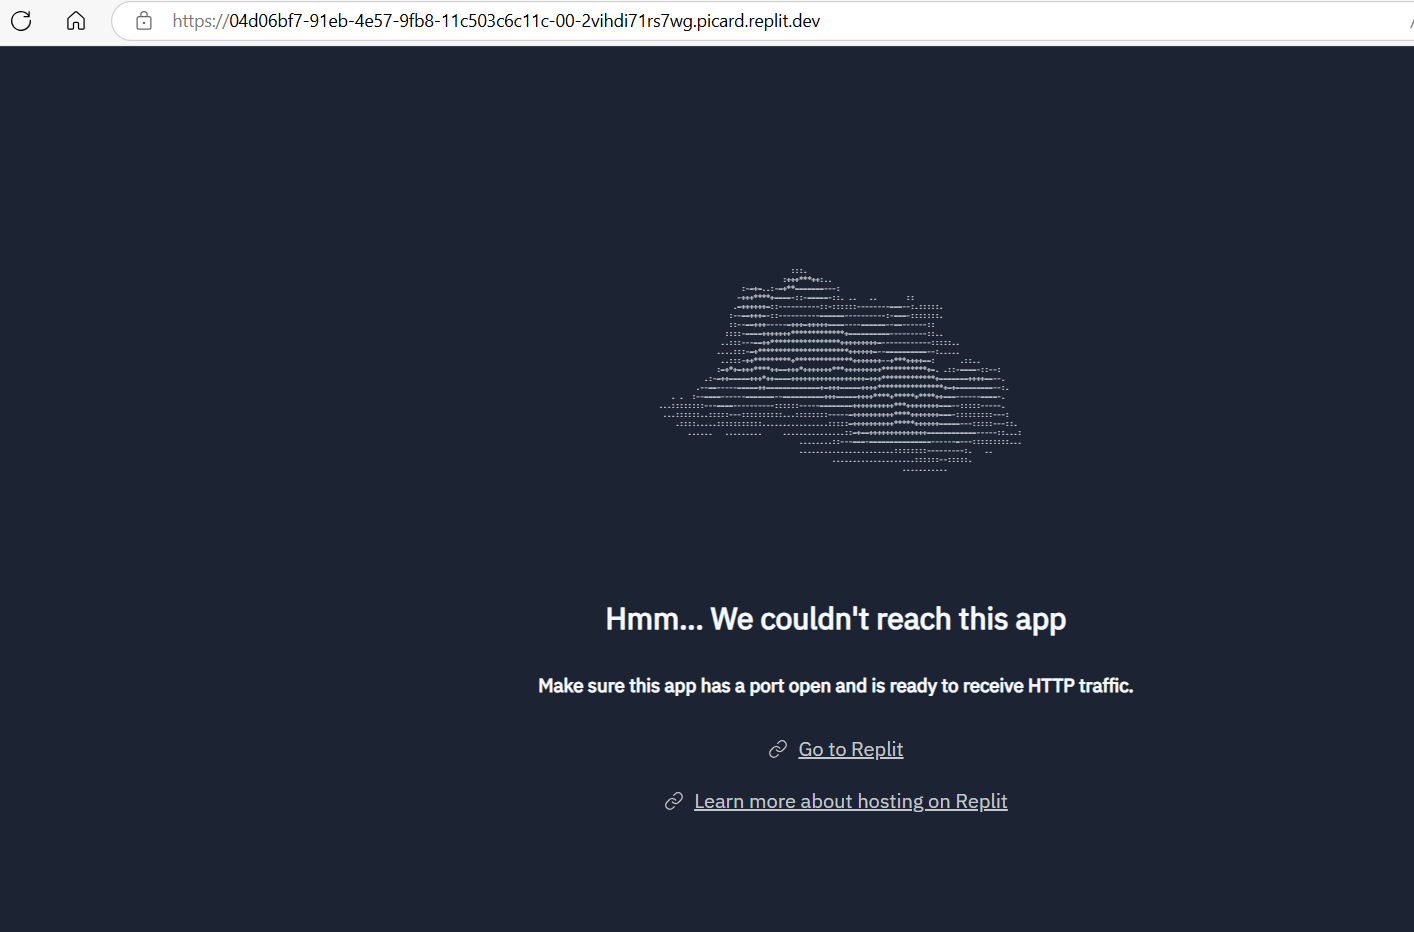 https://04d06bf7-91eb-4e57-9fb8-11c503c6c11c-00-2vihdi71rs7wg.picard.replit.dev
Hmm... We couldn't reach this app
Make sure this app has a port open and is ready to receive HTTP traffic.
Go to Replit
Learn more about hosting on Replit